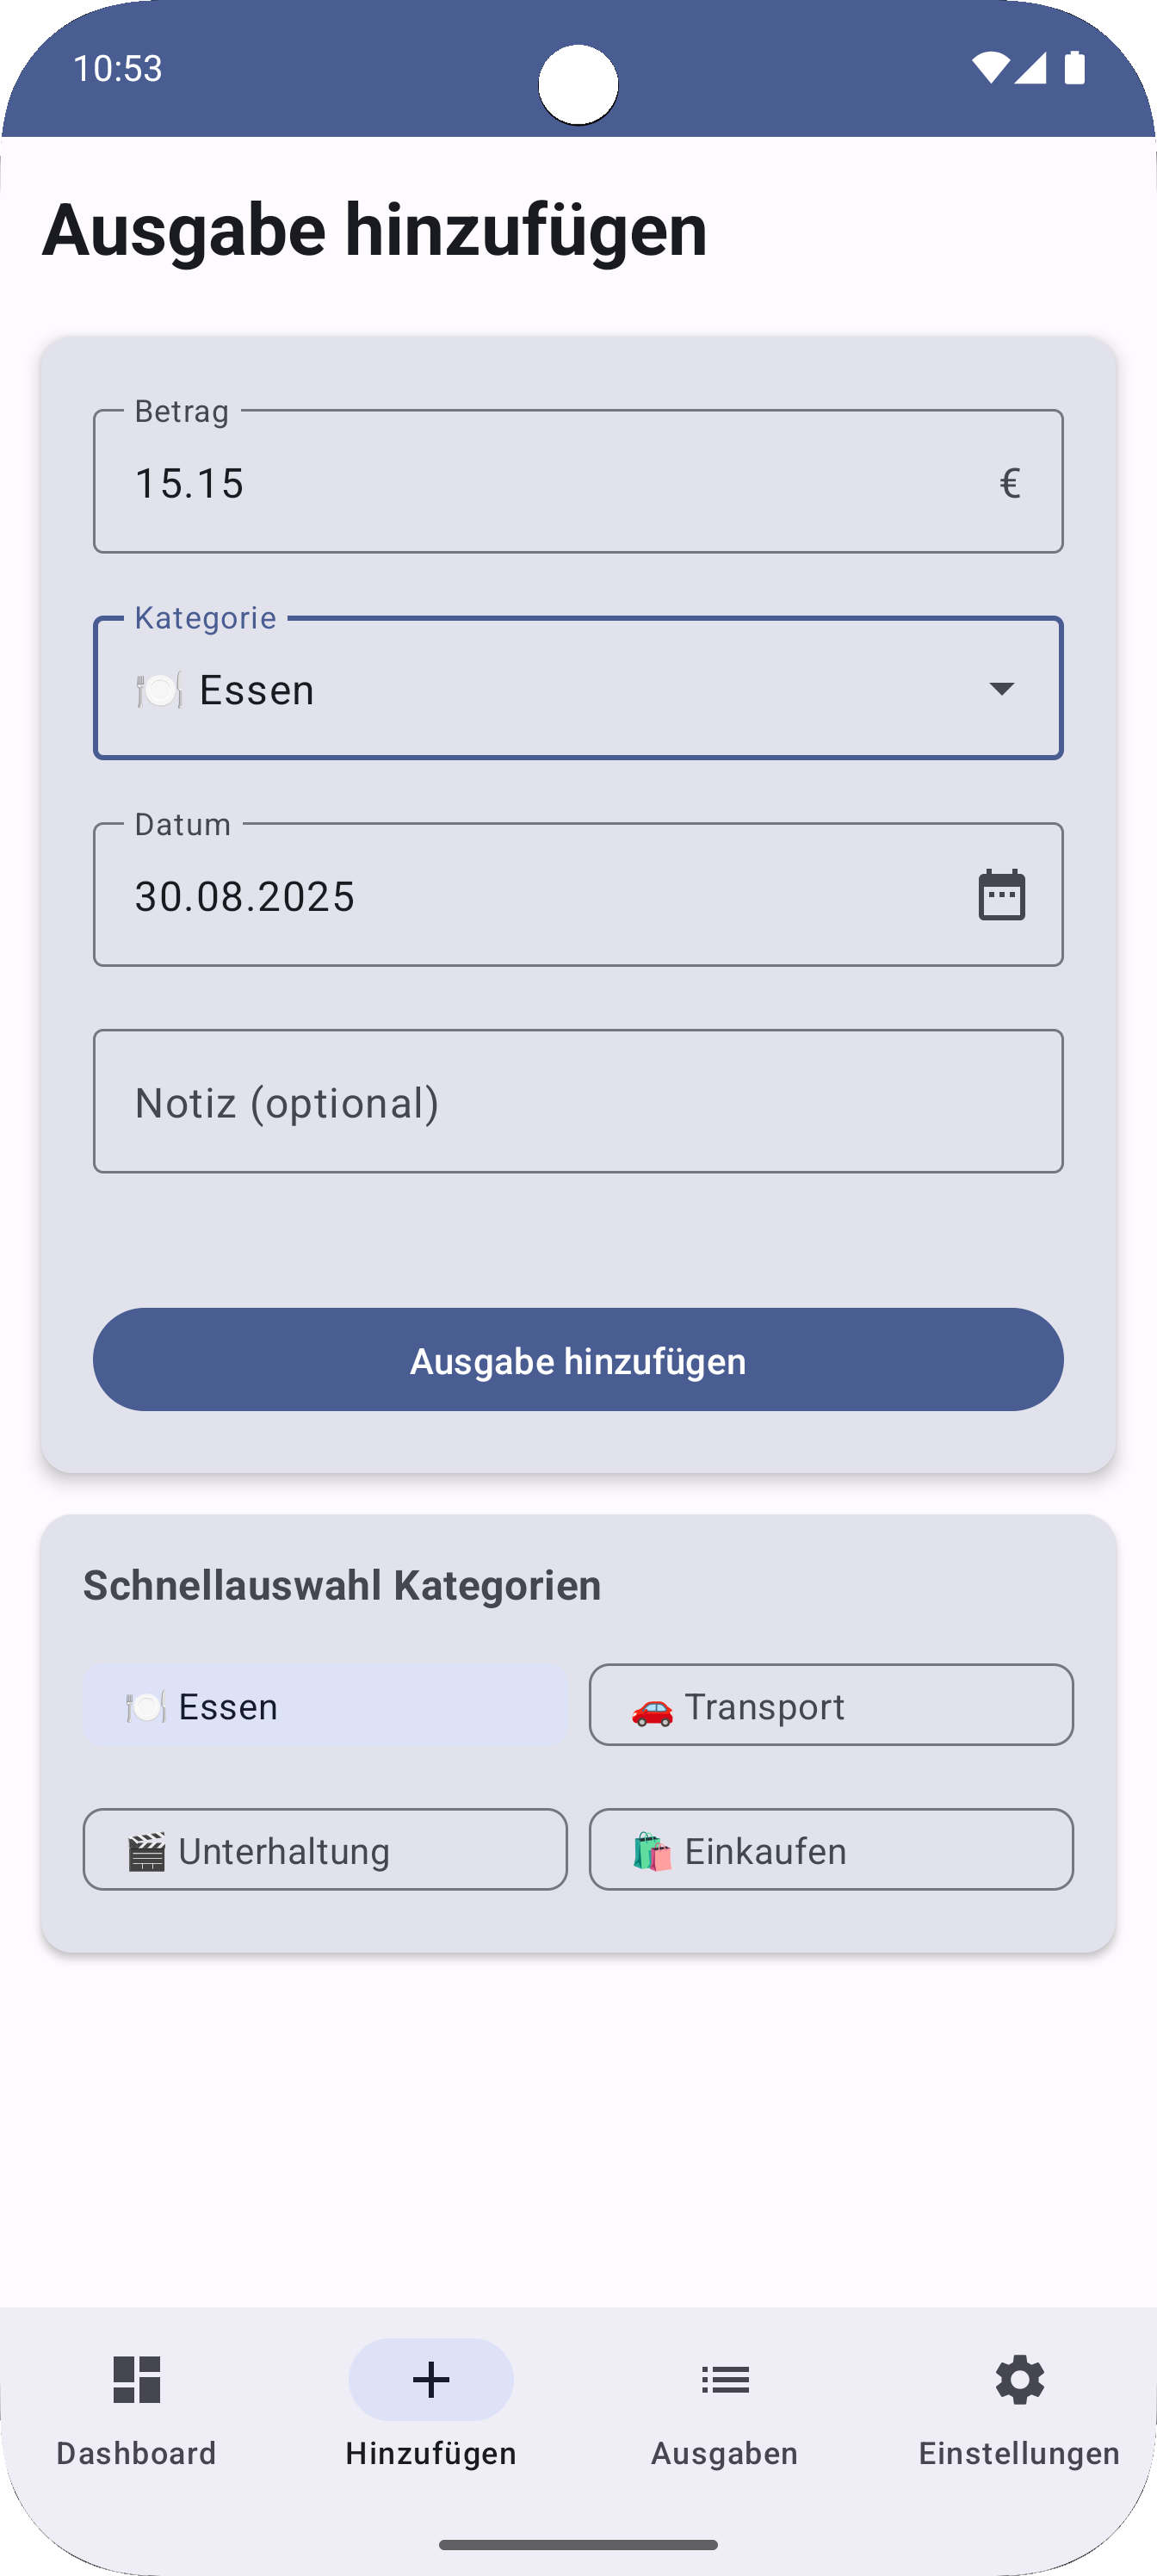 10:53
Ausgabe hinzufügen
Betrag
15.15 €
Kategorie
🍽️ Essen
Datum
30.08.2025
Notiz (optional)
Ausgabe hinzufügen
Schnellauswahl Kategorien
🍽️ Essen 🚗 Transport
🎬 Unterhaltung 🛍️ Einkaufen
Dashboard Hinzufügen Ausgaben Einstellungen